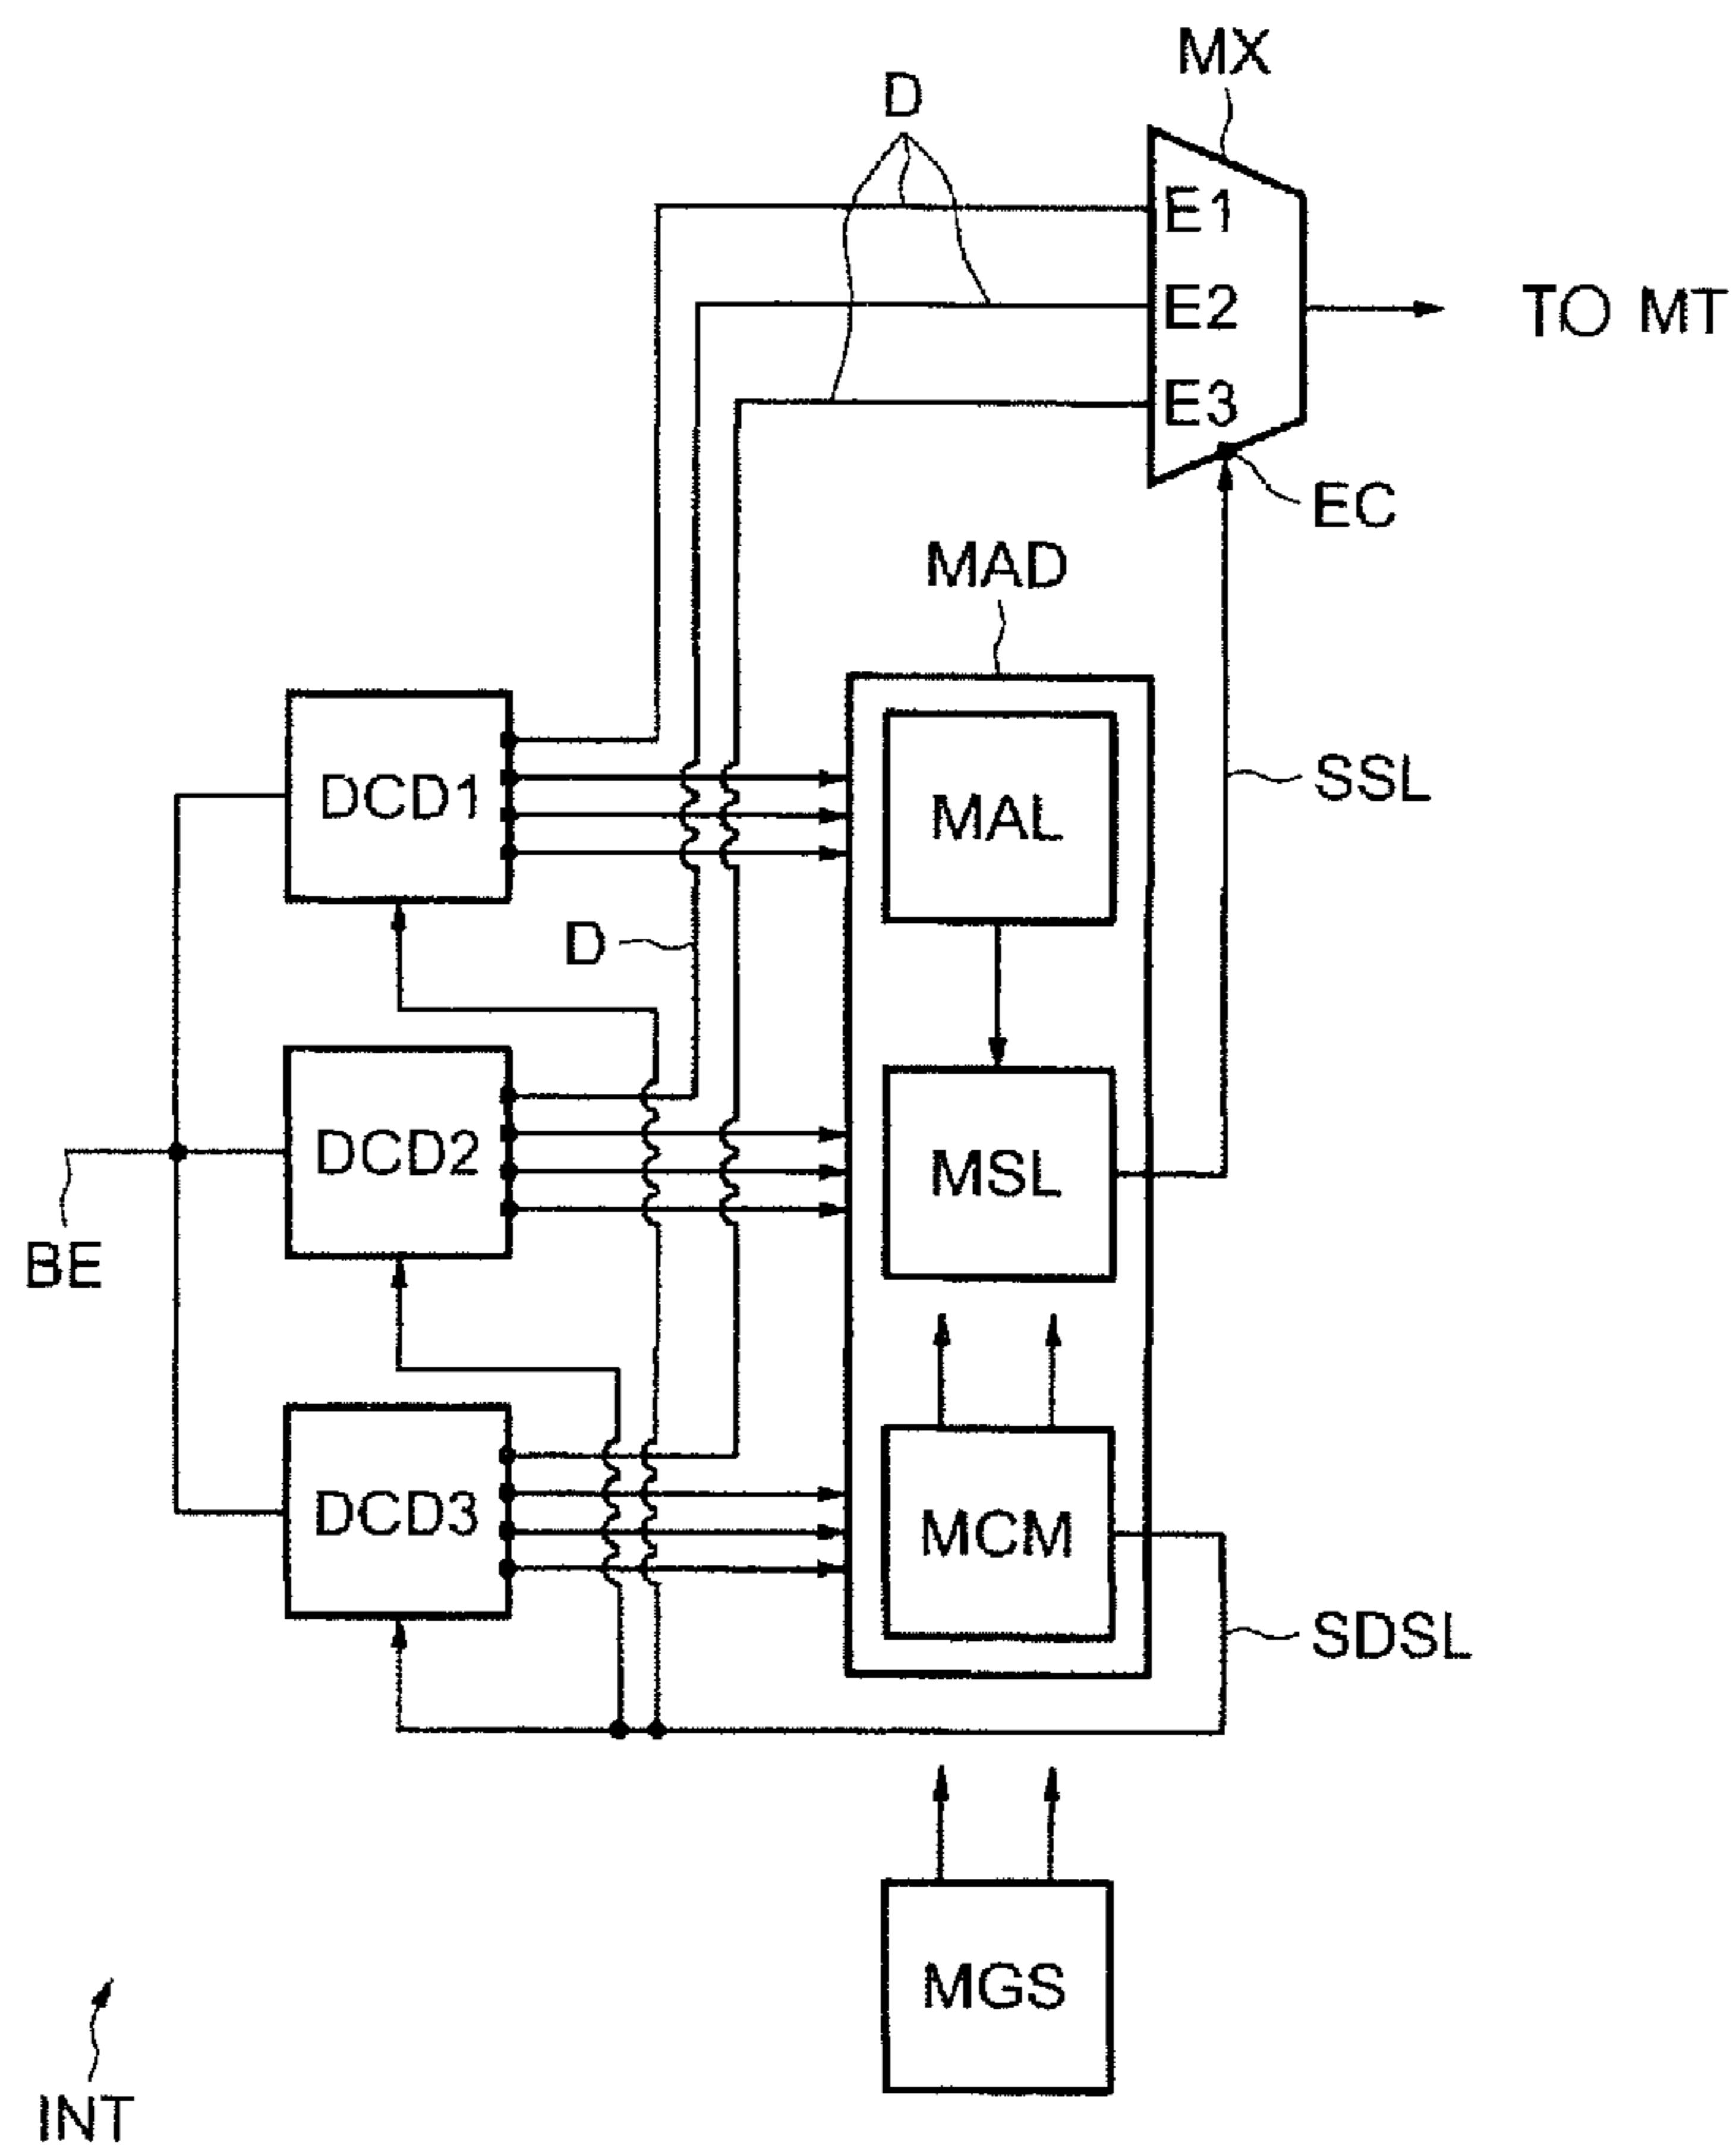 MX
D
E1
E2
TO MT
E3
EC
MAD
DCD1
MAL
SSL
D
DCD2
MSL
BE
DCD3
MCM
SDSL
MGS
INT